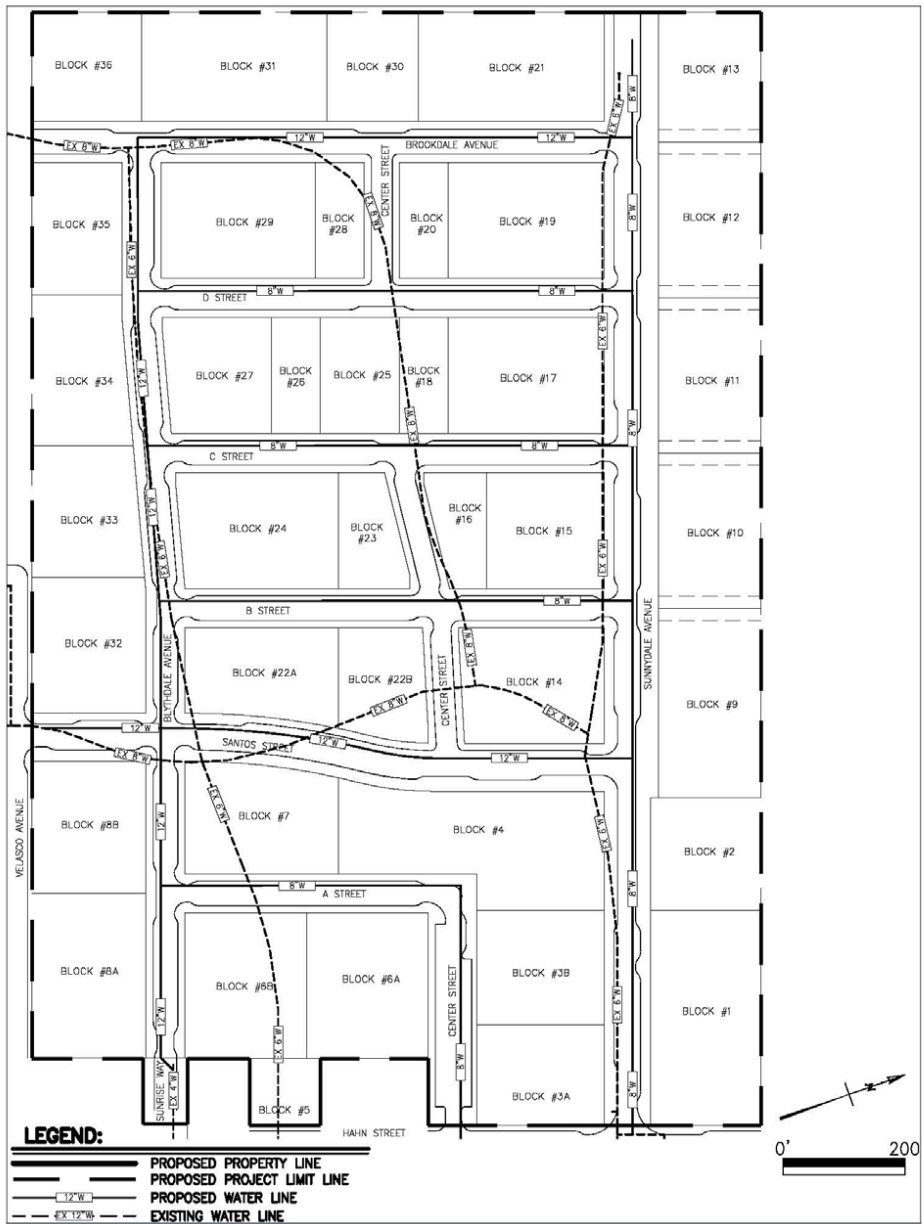 BLOCK #36
BLOCK #31
BLOCK #30
BLOCK #21
BLOCK #13
8"W
EX 8"W
EX 8"W
12"W
12"W
BROOKDALE AVENUE
EX 8"W
CENTER STREET
8"W
BLOCK #35
BLOCK #29
BLOCK #28
BLOCK #20
BLOCK #19
BLOCK #12
EX 8"W
EX 6"W
D STREET
8"W
8"W
EX 6"W
BLOCK #34
12"W
BLOCK #27
BLOCK #26
BLOCK #25
BLOCK #18
BLOCK #17
BLOCK #11
EX 8"W
8"W
C STREET
8"W
8"W
12"W
BLOCK #33
BLOCK #24
BLOCK #23
BLOCK #16
BLOCK #15
BLOCK #10
EX 6"W
EX 6"W
B STREET
8"W
BLOCK #32
BLYTHDALE AVENUE
BLOCK #22A
BLOCK #22B
EX 8"W
BLOCK #14
SUNNYDALE AVENUE
BLOCK #9
EX 8"W
CENTER STREET
EX 8"W
12"W
SANTOS STREET
12"W
12"W
EX 8"W
VELASCO AVENUE
BLOCK #8B
12"W
BLOCK #7
EX 6"W
BLOCK #4
EX 6"W
BLOCK #2
8"W
A STREET
8"W
BLOCK #8A
BLOCK #6B
BLOCK #6A
CENTER STREET
BLOCK #3B
BLOCK #1
12"W
EX 6"W
EX 6"W
SUNRISE WAY
EX 4"W
8"W
8"W
BLOCK #5
BLOCK #3A
HAHN STREET
Z
0' 200
LEGEND:
PROPOSED PROPERTY LINE
PROPOSED PROJECT LIMIT LINE
12"W PROPOSED WATER LINE
EX 12"W EXISTING WATER LINE